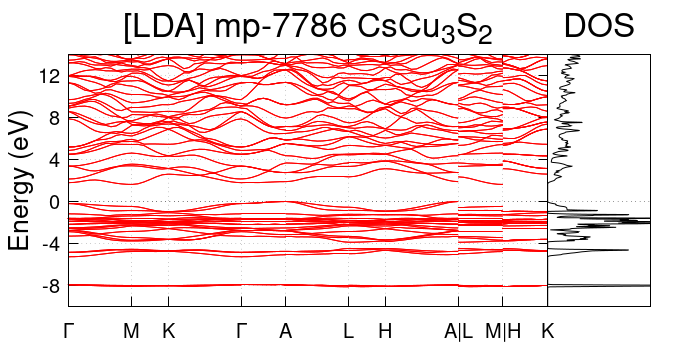 [LDA] mp-7786 CsCu₃S₂ DOS
Energy (eV)
12
8
4
0
-4
-8
Γ M K Γ A L H A|L M|H K